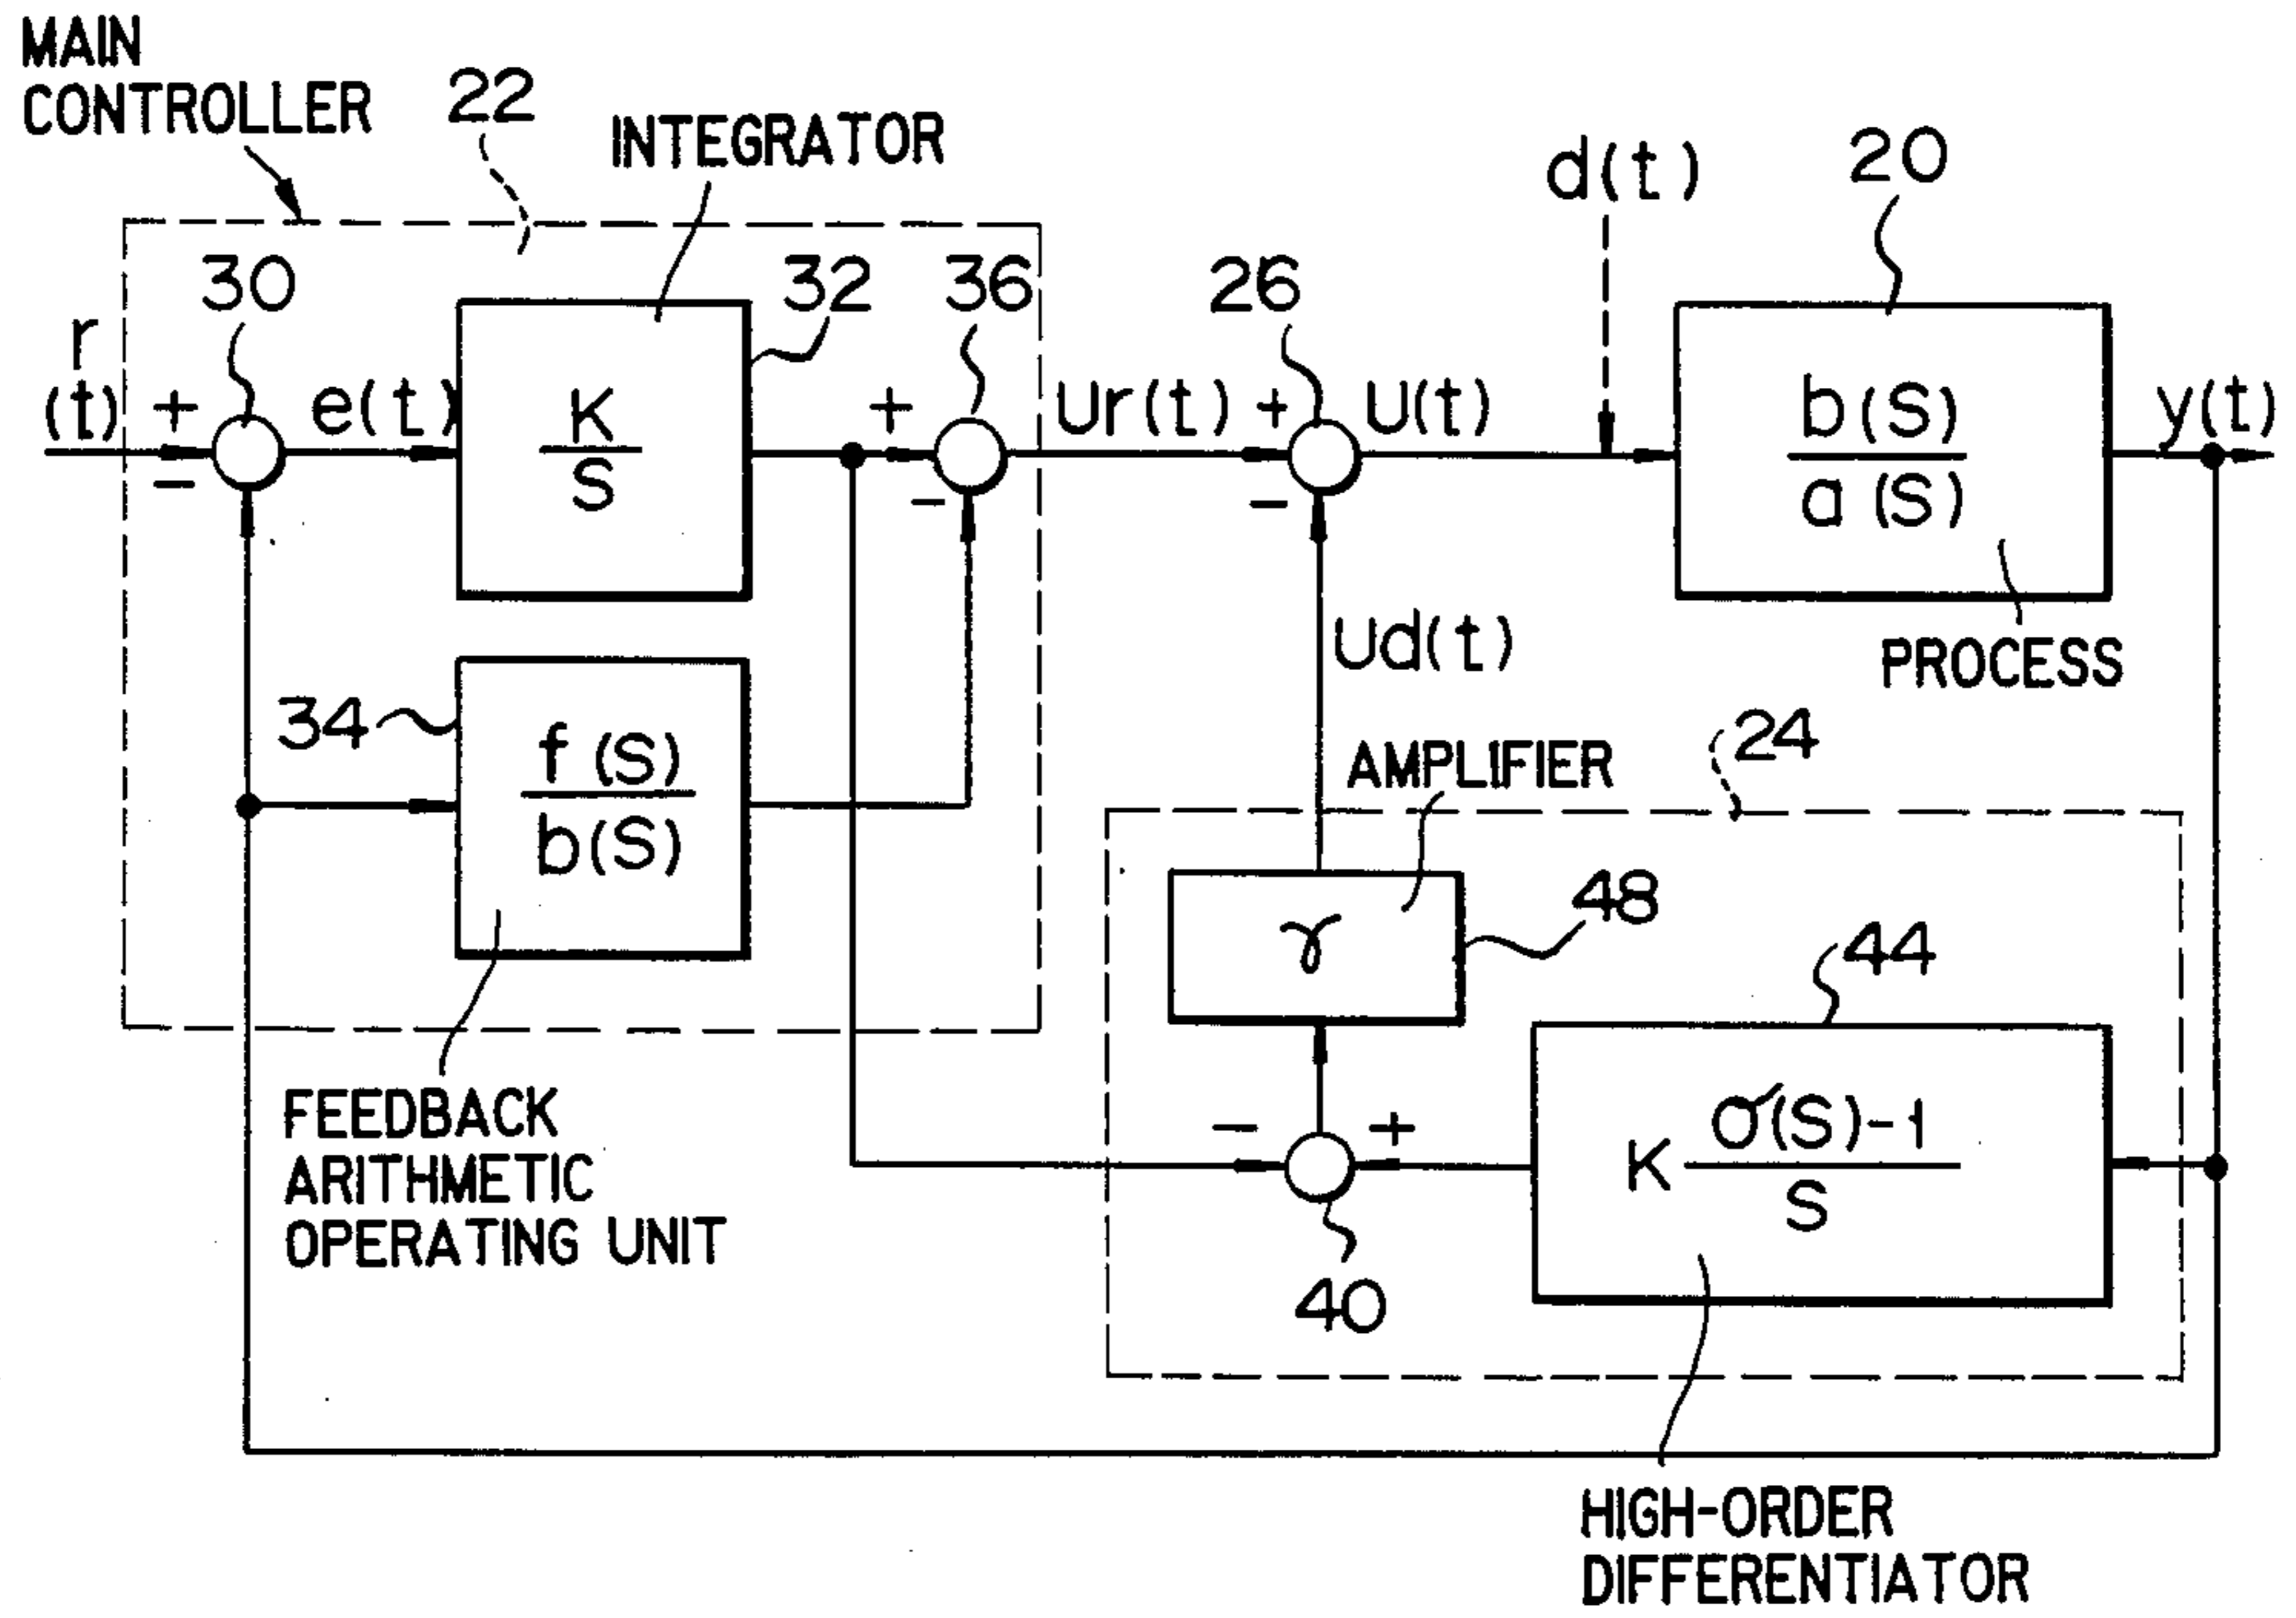 MAIN
CONTROLLER
22
INTEGRATOR
d(t)
20
30
32
36
26
r
(t)
+
-
e(t)
K
S
+
-
Ur(t)
+
-
U(t)
b(S)
a(S)
y(t)
PROCESS
Ud(t)
34
f(S)
b(S)
AMPLIFIER
24
γ
48
44
FEEDBACK
ARITHMETIC
OPERATING UNIT
-
+
K
σ(S)-1
S
40
HIGH-ORDER
DIFFERENTIATOR